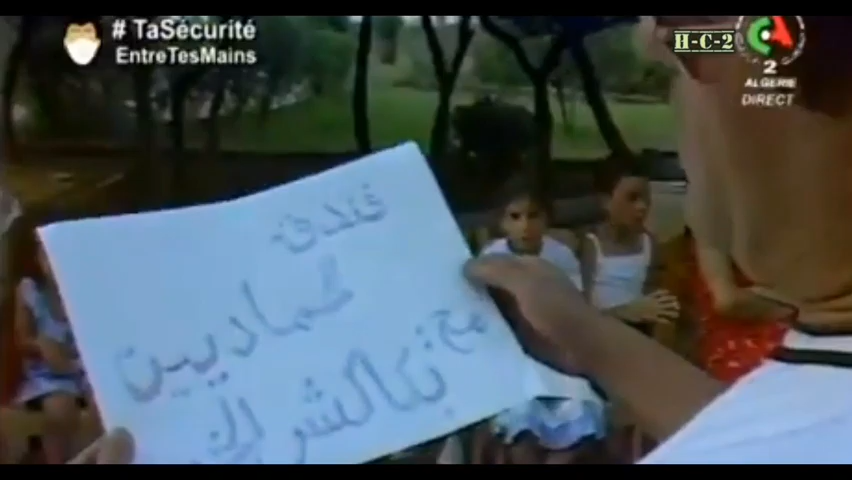 # TaSécurité
EntreTesMains
H-C-2
2
ALGERIE
DIRECT
فندق
لحماديين
مع